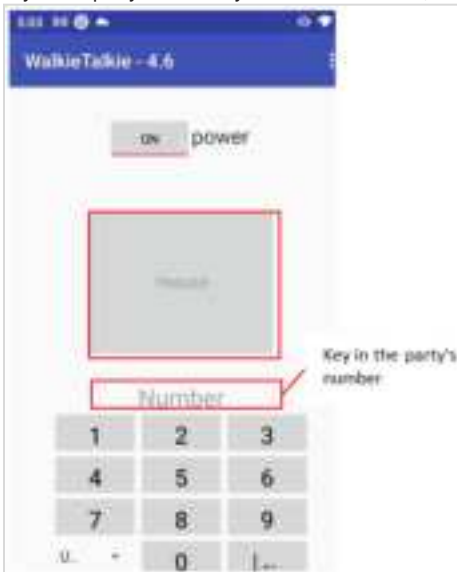 WalkieTalkie - 4.6
ON power
Number
Key in the party's
number
1 2 3
4 5 6
7 8 9
0